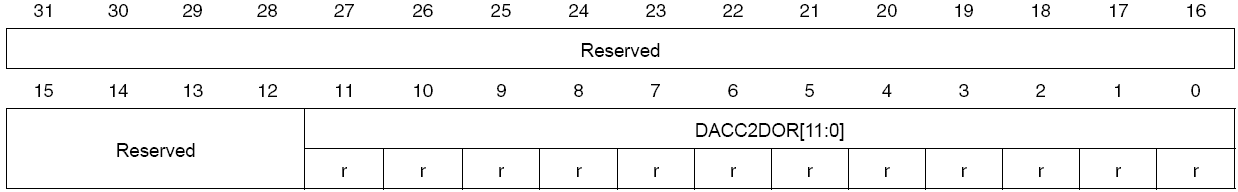 31 30 29 28 27 26 25 24 23 22 21 20 19 18 17 16
Reserved
15 14 13 12 11 10 9 8 7 6 5 4 3 2 1 0
Reserved
DACC2DOR[11:0]
r r r r r r r r r r r r